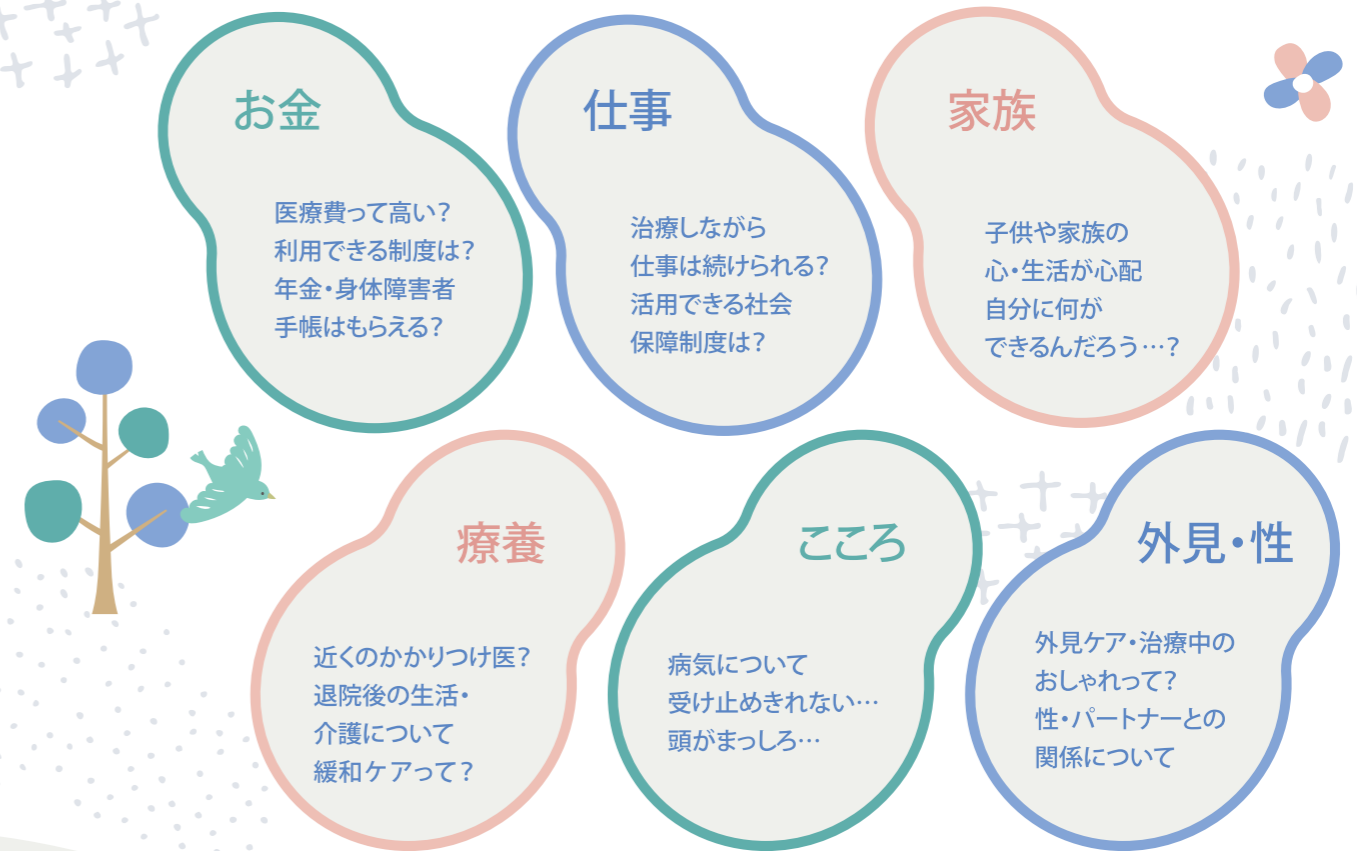 お金
医療費って高い?
利用できる制度は?
年金・身体障害者
手帳はもらえる?
仕事
治療しながら
仕事は続けられる?
活用できる社会
保障制度は?
家族
子供や家族の
心・生活が心配
自分に何が
できるんだろう…?
療養
近くのかかりつけ医?
退院後の生活・
介護について
緩和ケアって?
こころ
病気について
受け止めきれない…
頭がまっしろ…
外見・性
外見ケア・治療中の
おしゃれって?
性・パートナーとの
関係について